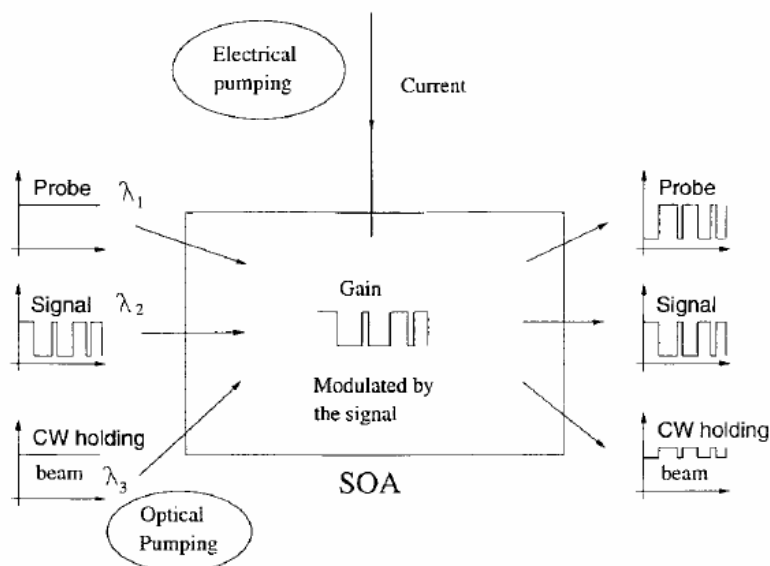 Electrical
pumping
Current
Probe
λ1
Signal
λ2
CW holding
beam
λ3
Optical
Pumping
Gain
Modulated by
the signal
SOA
Probe
Signal
CW holding
beam